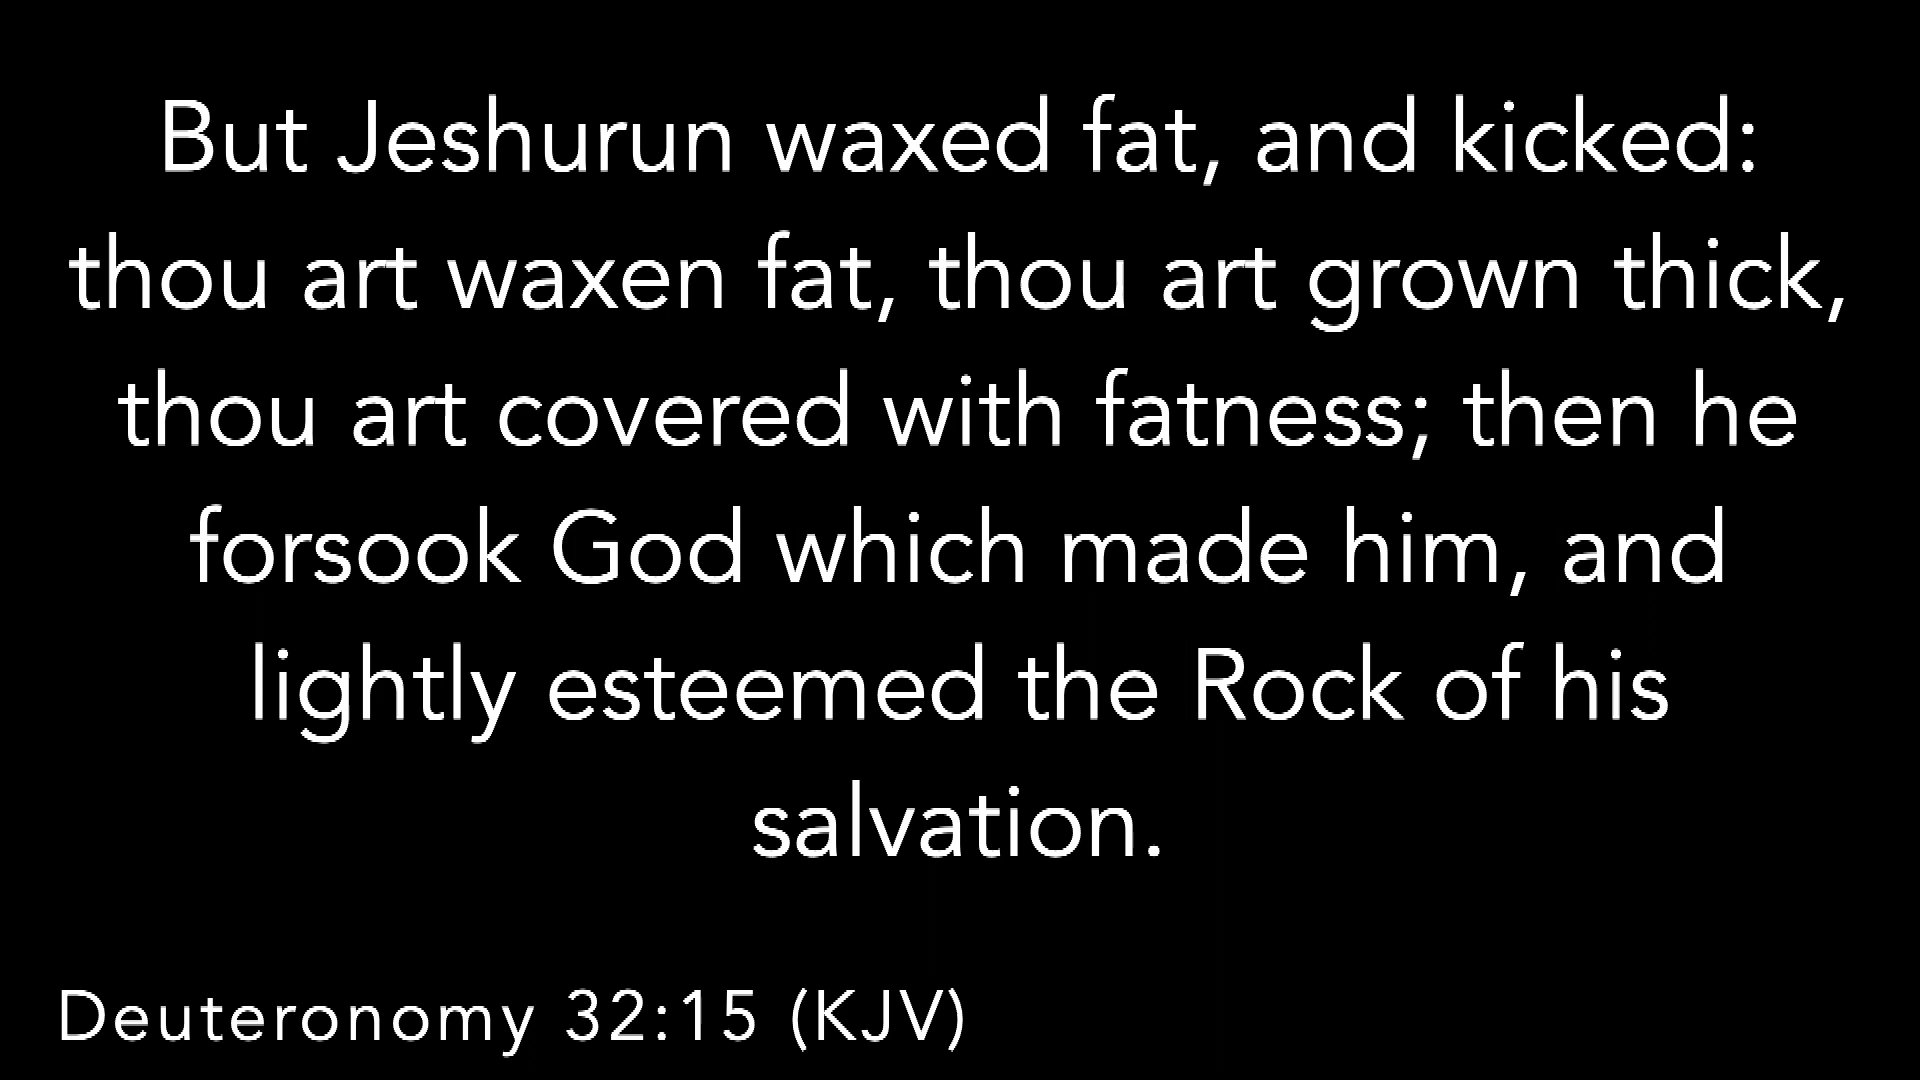 But Jeshurun waxed fat, and kicked:
thou art waxen fat, thou art grown thick,
thou art covered with fatness; then he
forsook God which made him, and
lightly esteemed the Rock of his
salvation.
Deuteronomy 32:15 (KJV)